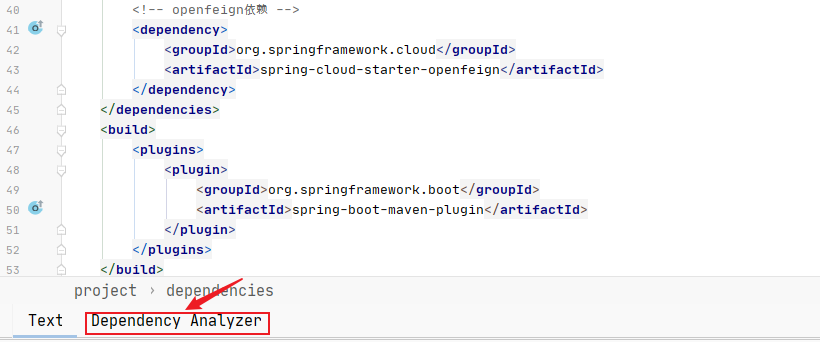 40 <!-- openfeign依赖 -->
41 <dependency>
42 <groupId>org.springframework.cloud</groupId>
43 <artifactId>spring-cloud-starter-openfeign</artifactId>
44 </dependency>
45 </dependencies>
46 <build>
47 <plugins>
48 <plugin>
49 <groupId>org.springframework.boot</groupId>
50 <artifactId>spring-boot-maven-plugin</artifactId>
51 </plugin>
52 </plugins>
53 </build>
project › dependencies
Text Dependency Analyzer